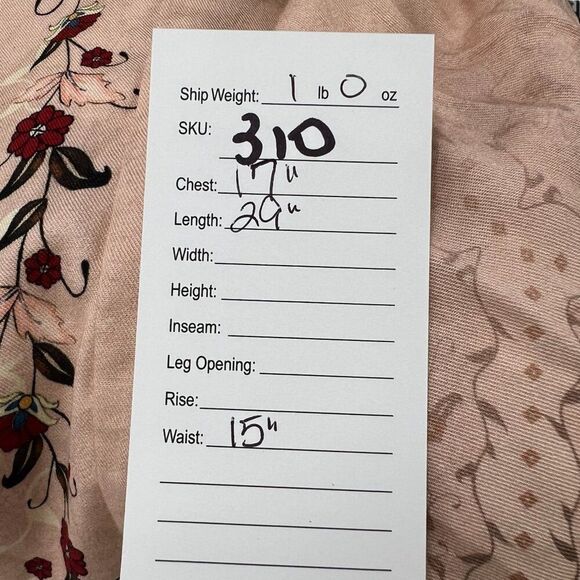 Ship Weight: 1 lb 0 oz
SKU: 310
Chest: 17"
Length: 29"
Width:
Height:
Inseam:
Leg Opening:
Rise:
Waist: 15"